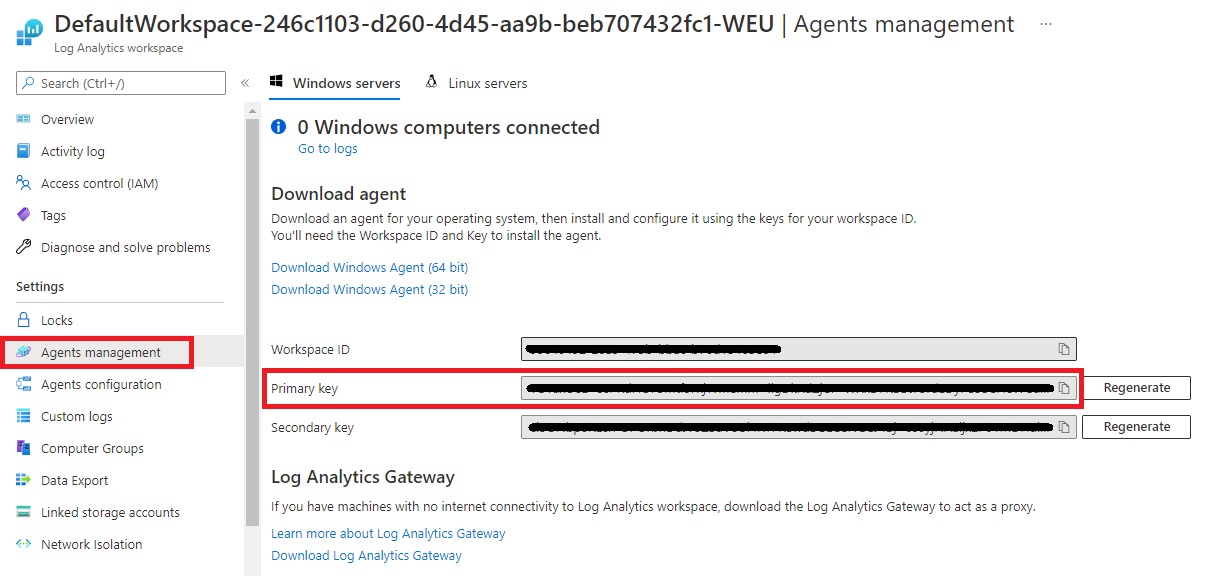 DefaultWorkspace-246c1103-d260-4d45-aa9b-beb707432fc1-WEU | Agents management ...
Log Analytics workspace
Search (Ctrl+/)
«
Windows servers
Linux servers
Overview
Activity log
Access control (IAM)
Tags
Diagnose and solve problems
Settings
Locks
Agents management
Agents configuration
Custom logs
Computer Groups
Data Export
Linked storage accounts
Network Isolation
0 Windows computers connected
Go to logs
Download agent
Download an agent for your operating system, then install and configure it using the keys for your workspace ID.
You'll need the Workspace ID and Key to install the agent.
Download Windows Agent (64 bit)
Download Windows Agent (32 bit)
Workspace ID
Primary key
Regenerate
Secondary key
Regenerate
Log Analytics Gateway
If you have machines with no internet connectivity to Log Analytics workspace, download the Log Analytics Gateway to act as a proxy.
Learn more about Log Analytics Gateway
Download Log Analytics Gateway